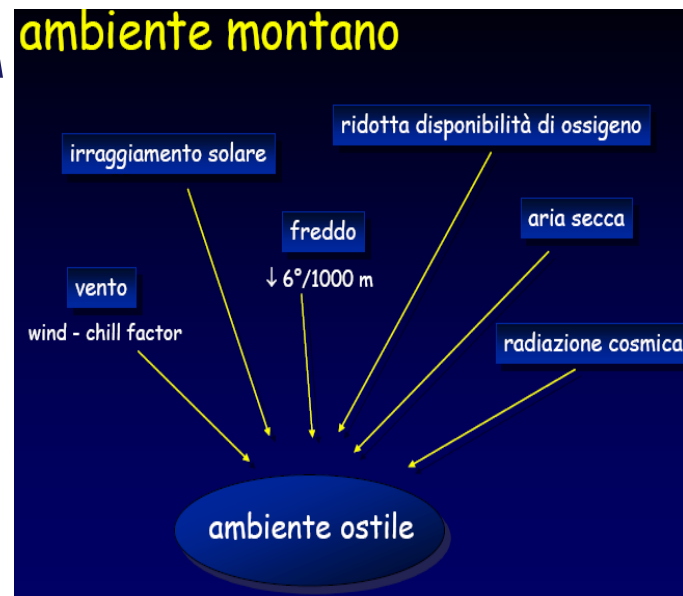 ambiente montano
ridotta disponibilità di ossigeno
irraggiamento solare
aria secca
freddo
↓ 6°/1000 m
vento
wind - chill factor
radiazione cosmica
ambiente ostile